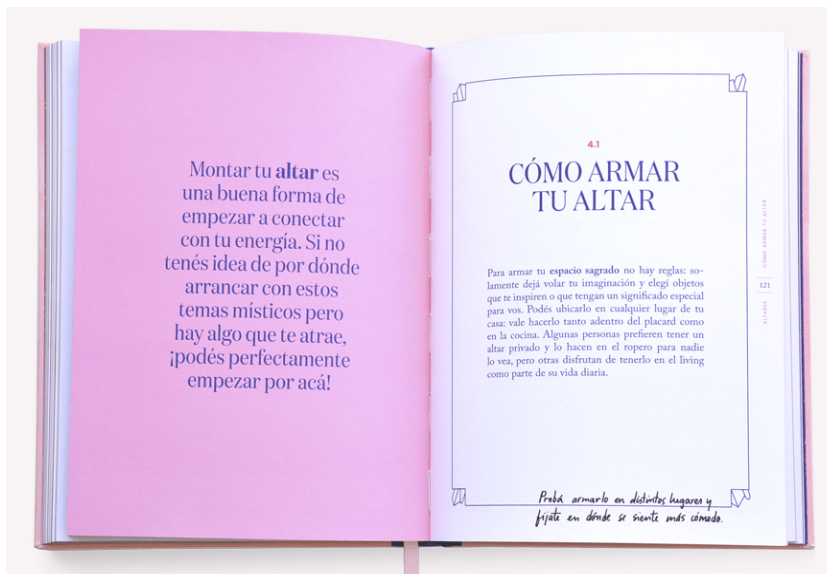 Montar tu altar es
una buena forma de
empezar a conectar
con tu energía. Si no
tenés idea de por dónde
arrancar con estos
temas místicos pero
hay algo que te atrae,
¡podés perfectamente
empezar por acá!
4.1
CÓMO ARMAR
TU ALTAR
Para armar tu espacio sagrado no hay reglas: so-
lamente dejá volar tu imaginación y elegí objetos
que te inspiren o que tengan un significado especial
para vos. Podés ubicarlo en cualquier lugar de tu
casa: vale hacerlo tanto adentro del placard como
en la cocina. Algunas personas prefieren tener un
altar privado y lo hacen en el ropero para nadie
lo vea, pero otras disfrutan de tenerlo en el living
como parte de su vida diaria.
Probá armarlo en distintos lugares y
fijate en dónde se siente más cómodo.
CÓMO ARMAR TU ALTAR
121
ALTARES